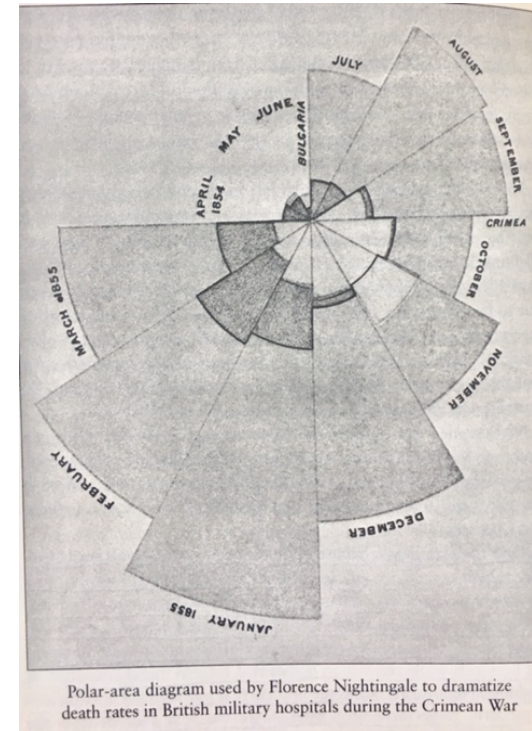 JULY
AUGUST
SEPTEMBER
CRIMEA
OCTOBER
NOVEMBER
DECEMBER
JANUARY 1855
FEBRUARY
MARCH 1855
APRIL
1854
MAY
JUNE
BULGARIA
Polar-area diagram used by Florence Nightingale to dramatize
death rates in British military hospitals during the Crimean War